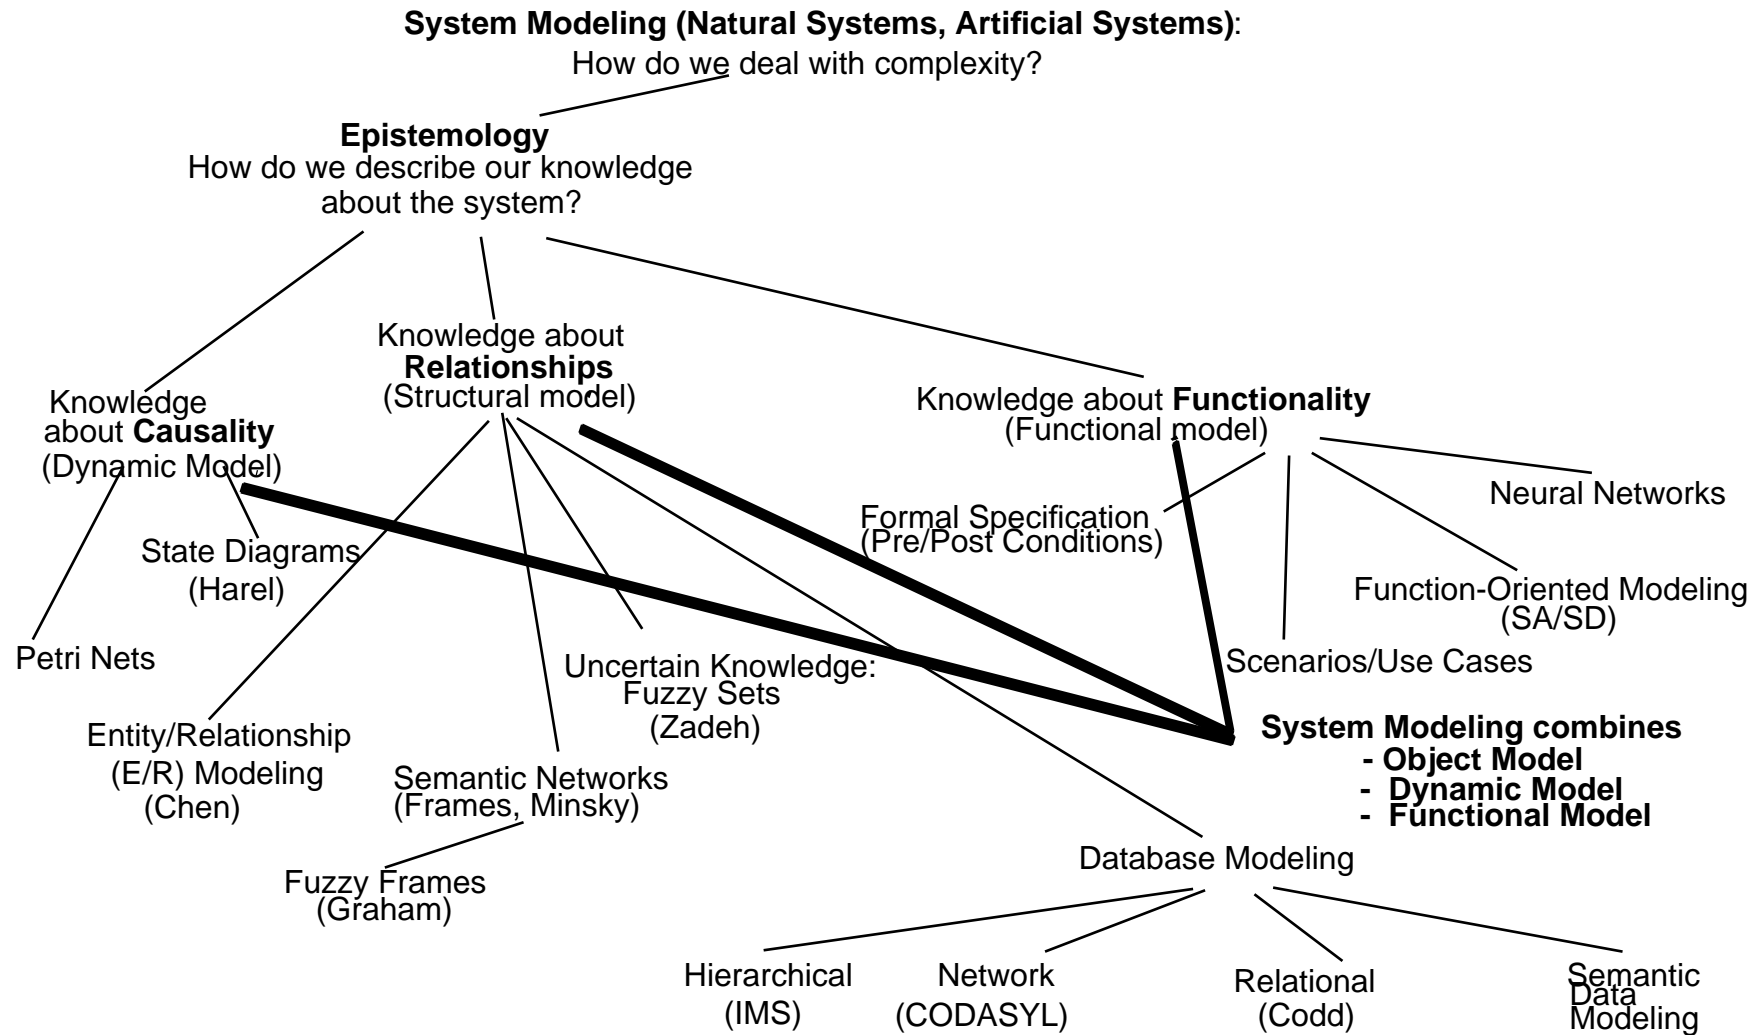 System Modeling (Natural Systems, Artificial Systems):
How do we deal with complexity?
Epistemology
How do we describe our knowledge
about the system?
Knowledge about
Relationships
(Structural model)
Knowledge
about Causality
(Dynamic Model)
Knowledge about Functionality
(Functional model)
Neural Networks
Formal Specification
(Pre/Post Conditions)
State Diagrams
(Harel)
Function-Oriented Modeling
(SA/SD)
Petri Nets
Uncertain Knowledge:
Fuzzy Sets
(Zadeh)
Scenarios/Use Cases
Entity/Relationship
(E/R) Modeling
(Chen)
Semantic Networks
(Frames, Minsky)
System Modeling combines
- Object Model
- Dynamic Model
- Functional Model
Fuzzy Frames
(Graham)
Database Modeling
Hierarchical
(IMS)
Network
(CODASYL)
Relational
(Codd)
Semantic
Data
Modeling